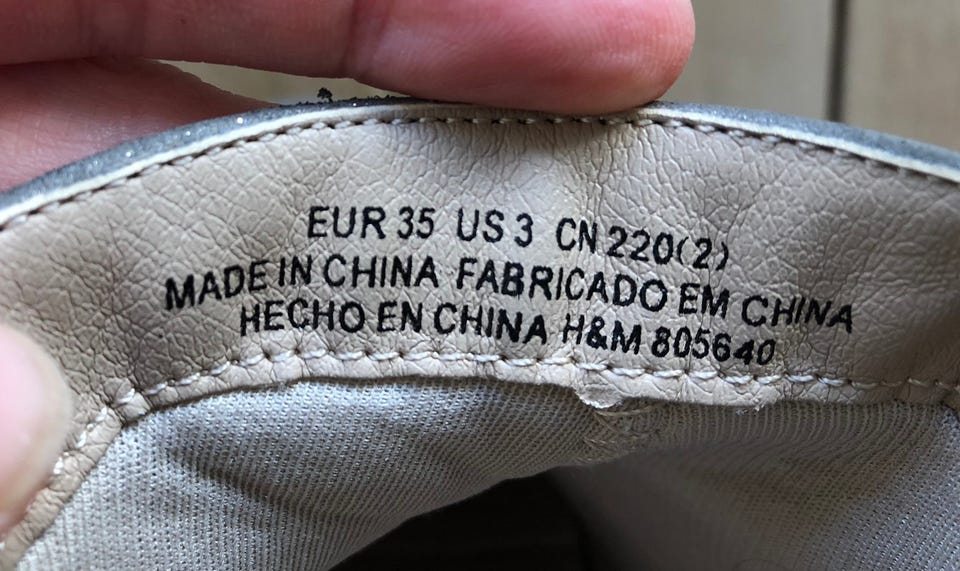 EUR 35 US 3 CN 220(2)
MADE IN CHINA FABRICADO EM CHINA
HECHO EN CHINA H&M 805640